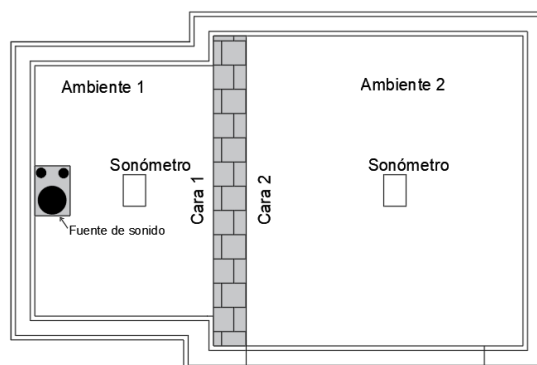 Ambiente 1
Ambiente 2
Sonómetro
Sonómetro
Cara 1
Cara 2
Fuente de sonido